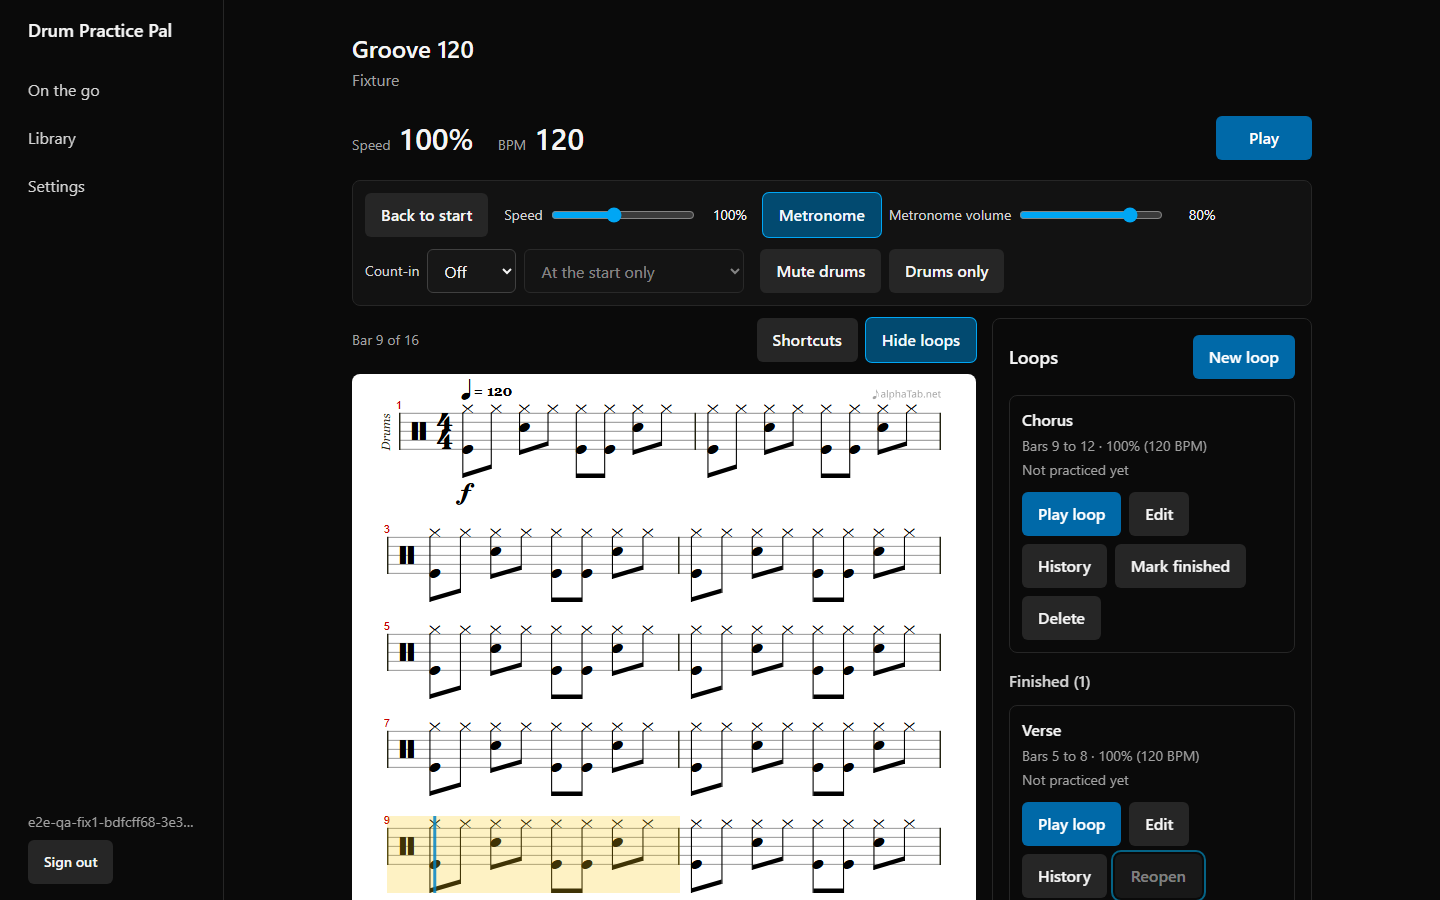 Drum Practice Pal
On the go
Library
Settings
e2e-qa-fix1-bdfcff68-3e3...
Sign out
Groove 120
Fixture
Speed 100% BPM 120
Play
Back to start Speed 100% Metronome Metronome volume 80%
Count-in Off At the start only Mute drums Drums only
Bar 9 of 16 Shortcuts Hide loops
= 120
alphaTab.net
1
Drums
4
4
f
3
5
7
9
Loops New loop
Chorus
Bars 9 to 12 · 100% (120 BPM)
Not practiced yet
Play loop Edit
History Mark finished
Delete
Finished (1)
Verse
Bars 5 to 8 · 100% (120 BPM)
Not practiced yet
Play loop Edit
History Reopen